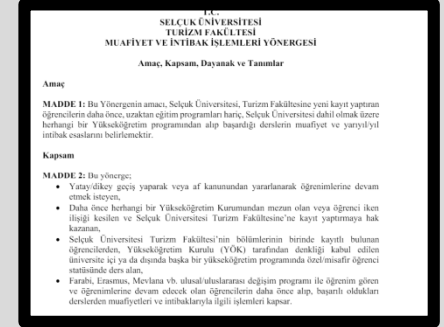 T.C.
SELÇUK ÜNİVERSİTESİ
TURİZM FAKÜLTESİ
MUAFİYET VE İNTİBAK İŞLEMLERİ YÖNERGESİ
Amaç, Kapsam, Dayanak ve Tanımlar
Amaç
MADDE 1: Bu Yönergenin amacı, Selçuk Üniversitesi, Turizm Fakültesine yeni kayıt yaptıran
öğrencilerin daha önce, uzaktan eğitim programları hariç, Selçuk Üniversitesi dahil olmak üzere
herhangi bir Yükseköğretim programından alıp başardığı derslerin muafiyet ve yarıyıl/yıl
intibak esaslarını belirlemektir.
Kapsam
MADDE 2: Bu yönerge;
• Yatay/dikey geçiş yaparak veya af kanunundan yararlanarak öğrenimlerine devam
etmek isteyen,
• Daha önce herhangi bir Yükseköğretim Kurumundan mezun olan veya öğrenci iken
ilişiği kesilen ve Selçuk Üniversitesi Turizm Fakültesine'ne kayıt yaptırmaya hak
kazanan,
• Selçuk Üniversitesi Turizm Fakültesi'nin bölümlerinin birinde kayıtlı bulunan
öğrencilerden, Yükseköğretim Kurulu (YÖK) tarafından denkliği kabul edilen
üniversite içi ya da dışında başka bir yükseköğretim programında özel/misafir öğrenci
statüsünde ders alan,
• Farabi, Erasmus, Mevlana vb. ulusal/uluslararası değişim programı ile öğrenim gören
ve öğrenimlerine devam edecek olan öğrencilerin daha önce alıp, başarılı oldukları
derslerden muafiyetleri ve intibaklarıyla ilgili işlemleri kapsar.